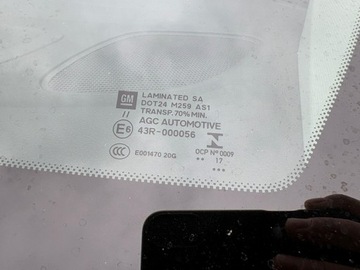 GM
LAMINATED SA
DOT24 M259 AS1
TRANSP. 70% MIN.
//
AGC AUTOMOTIVE
E6
43R-000056
CCC
E001470 20G
OCP Nº 0009
•• 17
•••